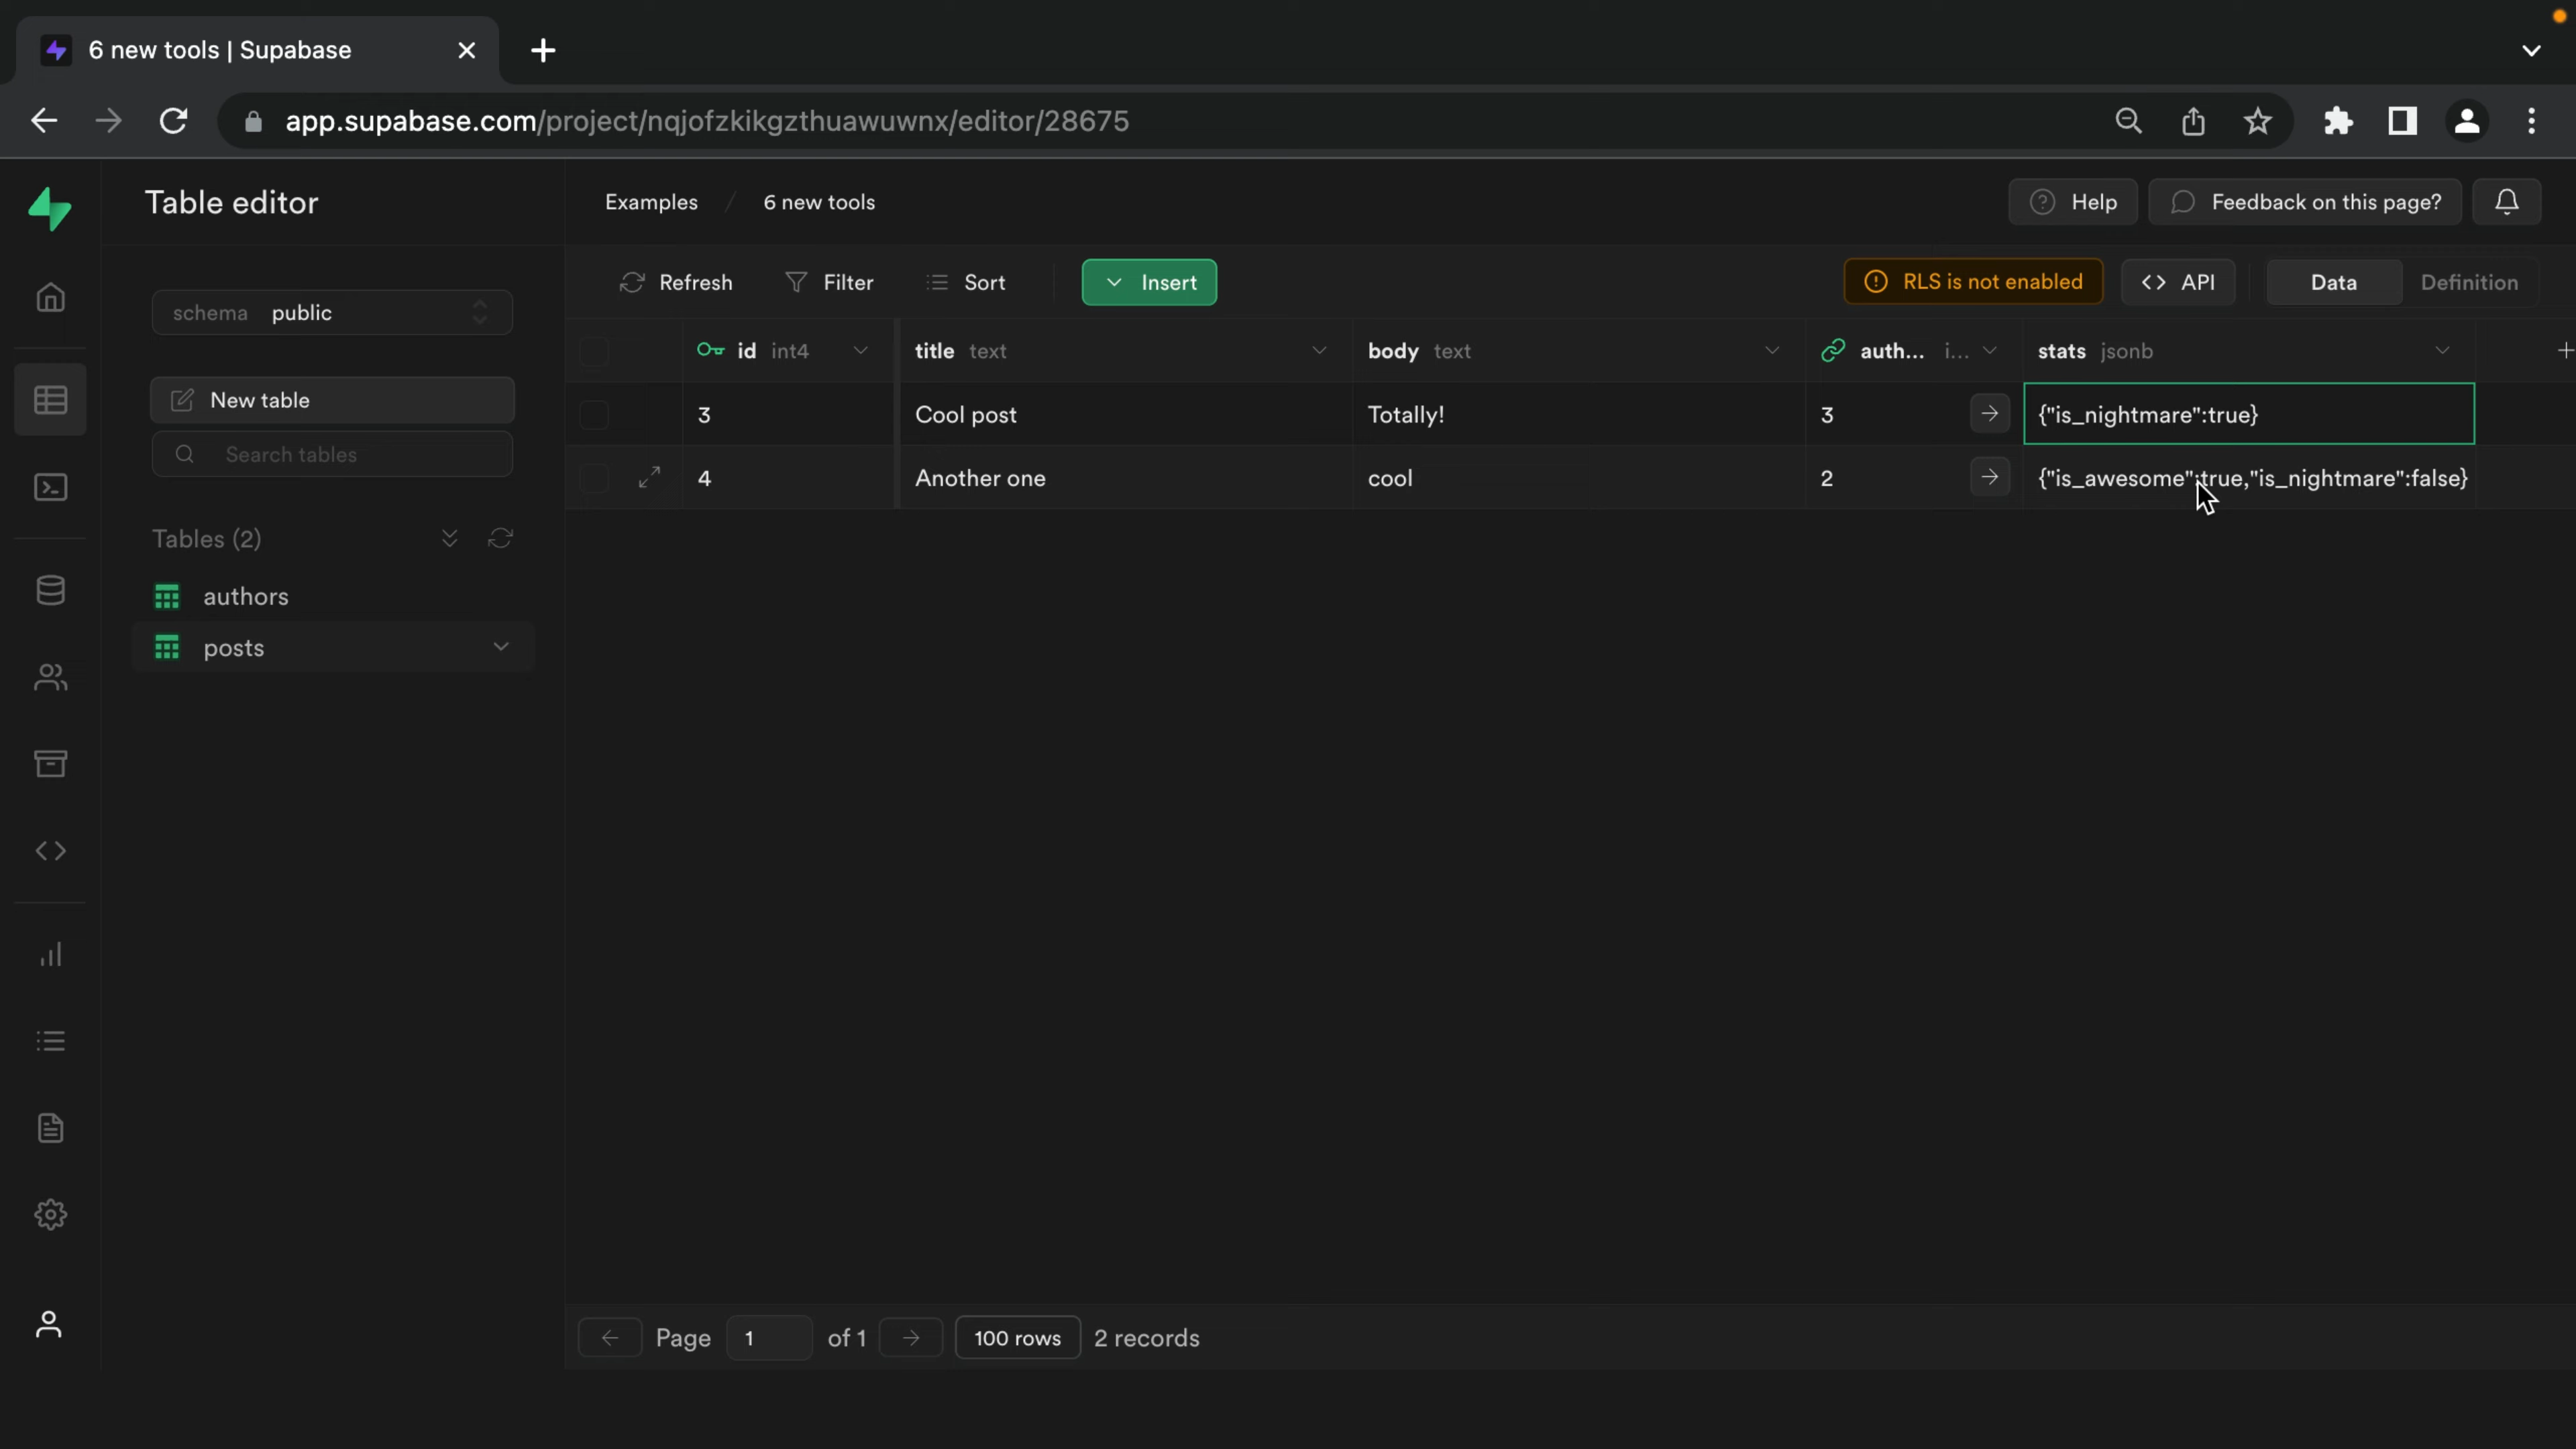 6 new tools | Supabase
app.supabase.com/project/nqjofzkikgzthuawuwnx/editor/28675
Table editor
Examples / 6 new tools
Help
Feedback on this page?
schema public
Refresh
Filter
Sort
Insert
RLS is not enabled
<> API
Data
Definition
New table
Search tables
id int4
title text
body text
auth... i...
stats jsonb
3 Cool post Totally! 3 {"is_nightmare":true}
4 Another one cool 2 {"is_awesome":true,"is_nightmare":false}
Tables (2)
authors
posts
Page 1 of 1
100 rows
2 records